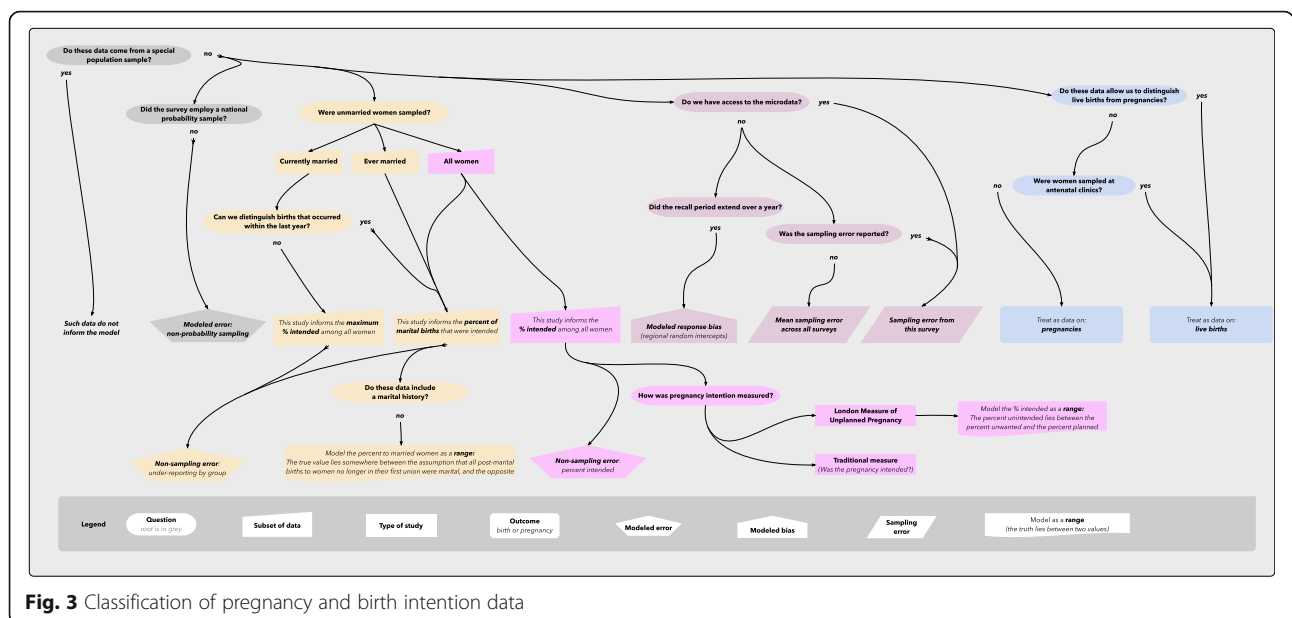 Do these data come from a special
population sample?
no
yes
Did the survey employ a national
probability sample?
no
Were unmarried women sampled?
Do we have access to the microdata?
yes
no
Do these data allow us to distinguish
live births from pregnancies?
yes
no
Currently married
Ever married
All women
Can we distinguish births that occurred
within the last year?
yes
no
Did the recall period extend over a year?
yes
Was the sampling error reported?
yes
no
Were women sampled at
antenatal clinics?
no
yes
Such data do not
inform the model
Modeled error:
non-probability sampling
This study informs the maximum
% intended among all women
This study informs the percent of
marital births that were intended
This study informs the
% intended among all women
Modeled response bias
(regional random intercepts)
Mean sampling error
across all surveys
Sampling error from
this survey
Treat as data on:
pregnancies
Treat as data on:
live births
Do these data include
a marital history?
no
How was pregnancy intention measured?
London Measure of
Unplanned Pregnancy
Model the % intended as a range:
The percent unintended lies between the
percent unwanted and the percent planned
Non-sampling error:
under-reporting by group
Model the percent to married women as a range:
The true value lies somewhere between the assumption that all post-marital
births to women no longer in their first union were marital, and the opposite
Non-sampling error:
percent intended
Traditional measure
(Was the pregnancy intended?)
Legend
Question
root is in grey
Subset of data
Type of study
Outcome
birth or pregnancy
Modeled error
Modeled bias
Sampling
error
Model as a range
(the truth lies between two values)
Fig. 3 Classification of pregnancy and birth intention data